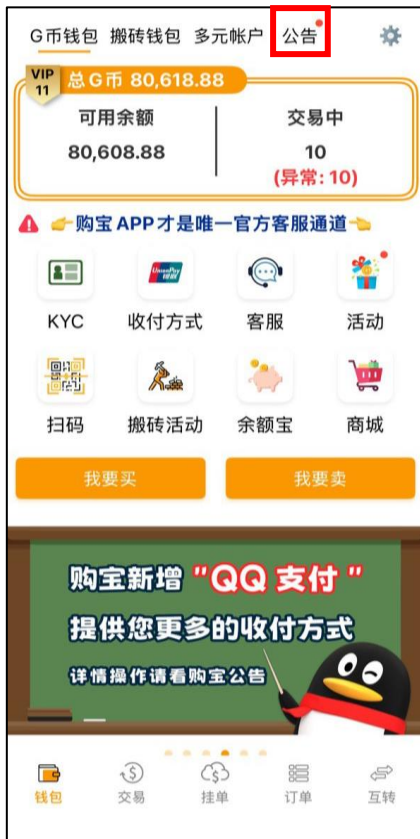 G币钱包 搬砖钱包 多元帐户 公告
VIP 11
总G币 80,618.88
可用余额 交易中
80,608.88 10
(异常: 10)
购宝APP才是唯一官方客服通道
KYC 收付方式 客服 活动
扫码 搬砖活动 余额宝 商城
我要买 我要卖
购宝新增 "QQ 支付"
提供您更多的收付方式
详情操作请看购宝公告
钱包 交易 挂单 订单 互转